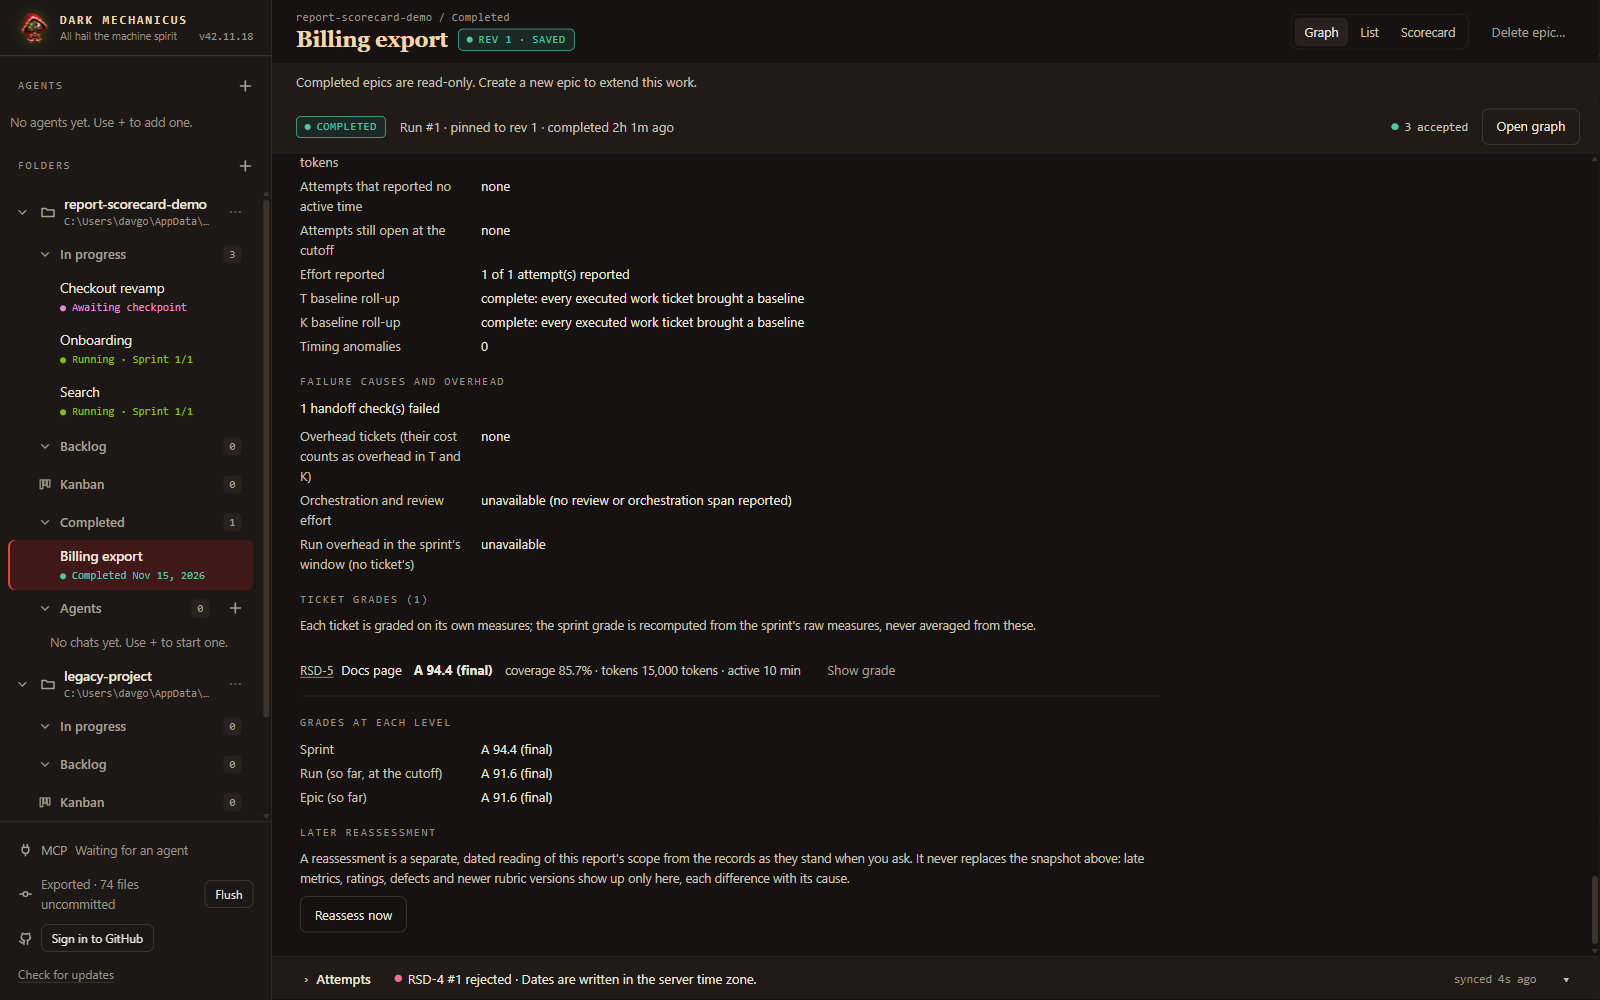 DARK MECHANICUS
All hail the machine spirit v42.11.18
AGENTS
No agents yet. Use + to add one.
FOLDERS
report-scorecard-demo
C:\Users\davgo\AppData\…
In progress 3
Checkout revamp
Awaiting checkpoint
Onboarding
Running · Sprint 1/1
Search
Running · Sprint 1/1
Backlog 0
Kanban 0
Completed 1
Billing export
Completed Nov 15, 2026
Agents 0
No chats yet. Use + to start one.
legacy-project
C:\Users\davgo\AppData\…
In progress 0
Backlog 0
Kanban 0
MCP Waiting for an agent
Exported · 74 files
uncommitted
Flush
Sign in to GitHub
Check for updates
report-scorecard-demo / Completed
Billing export
REV 1 · SAVED
Graph List Scorecard Delete epic…
Completed epics are read-only. Create a new epic to extend this work.
COMPLETED Run #1 · pinned to rev 1 · completed 2h 1m ago
3 accepted Open graph
tokens
Attempts that reported no none
active time
Attempts still open at the none
cutoff
Effort reported 1 of 1 attempt(s) reported
T baseline roll-up complete: every executed work ticket brought a baseline
K baseline roll-up complete: every executed work ticket brought a baseline
Timing anomalies 0
FAILURE CAUSES AND OVERHEAD
1 handoff check(s) failed
Overhead tickets (their cost none
counts as overhead in T and
K)
Orchestration and review unavailable (no review or orchestration span reported)
effort
Run overhead in the sprint's unavailable
window (no ticket's)
TICKET GRADES (1)
Each ticket is graded on its own measures; the sprint grade is recomputed from the sprint's raw measures, never averaged from these.
RSD-5 Docs page A 94.4 (final) coverage 85.7% · tokens 15,000 tokens · active 10 min Show grade
GRADES AT EACH LEVEL
Sprint A 94.4 (final)
Run (so far, at the cutoff) A 91.6 (final)
Epic (so far) A 91.6 (final)
LATER REASSESSMENT
A reassessment is a separate, dated reading of this report's scope from the records as they stand when you ask. It never replaces the snapshot above: late
metrics, ratings, defects and newer rubric versions show up only here, each difference with its cause.
Reassess now
Attempts RSD-4 #1 rejected · Dates are written in the server time zone.
synced 4s ago